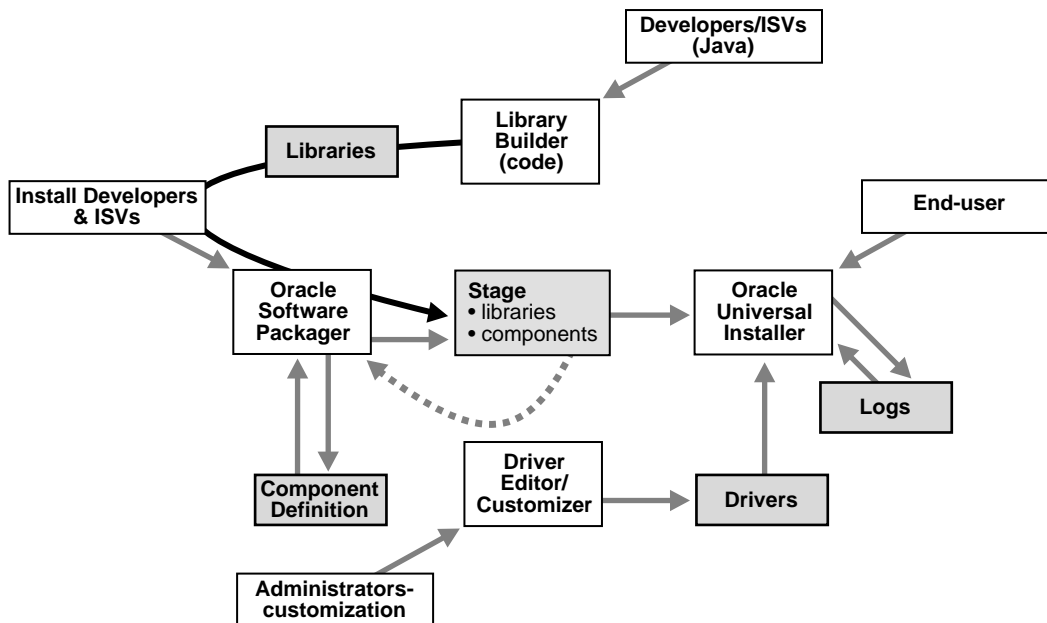 Developers/ISVs
(Java)
Library
Builder
(code)
Libraries
Install Developers
& ISVs
End-user
Oracle
Software
Packager
Stage
• libraries
• components
Oracle
Universal
Installer
Logs
Component
Definition
Driver
Editor/
Customizer
Drivers
Administrators-
customization